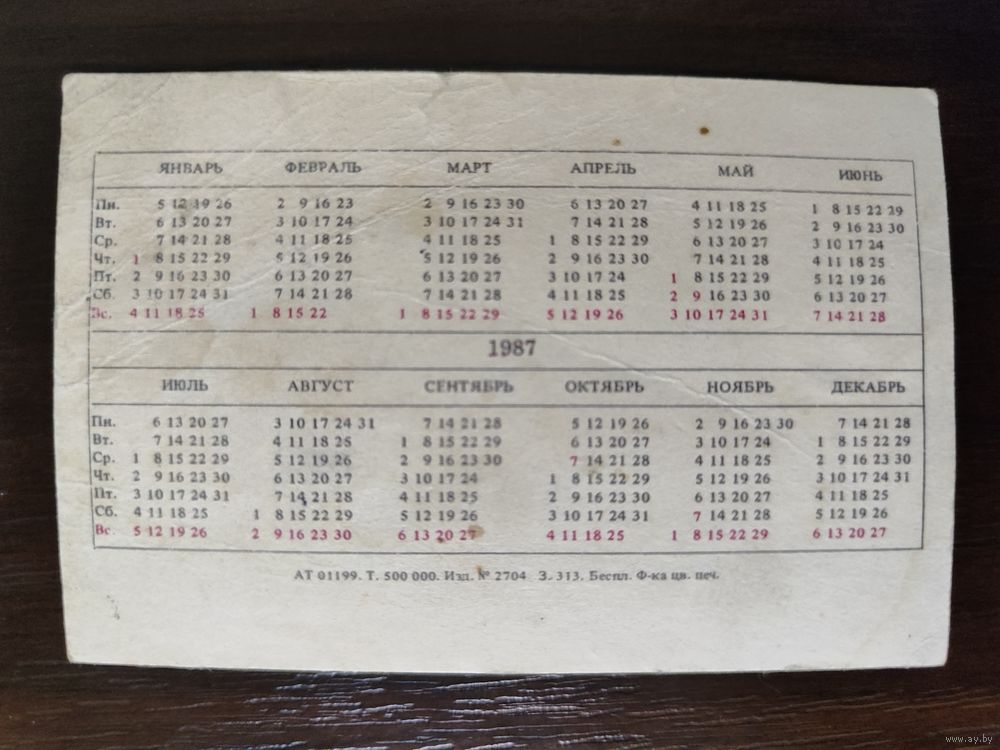 ЯНВАРЬ ФЕВРАЛЬ МАРТ АПРЕЛЬ МАЙ ИЮНЬ
Пн. 5 12 19 26 2 9 16 23 2 9 16 23 30 6 13 20 27 4 11 18 25 1 8 15 22 29
Вт. 6 13 20 27 3 10 17 24 3 10 17 24 31 7 14 21 28 5 12 19 26 2 9 16 23 30
Ср. 7 14 21 28 4 11 18 25 4 11 18 25 1 8 15 22 29 6 13 20 27 3 10 17 24
Чт. 1 8 15 22 29 5 12 19 26 5 12 19 26 2 9 16 23 30 7 14 21 28 4 11 18 25
Пт. 2 9 16 23 30 6 13 20 27 6 13 20 27 3 10 17 24 1 8 15 22 29 5 12 19 26
Сб. 3 10 17 24 31 7 14 21 28 7 14 21 28 4 11 18 25 2 9 16 23 30 6 13 20 27
Вс. 4 11 18 25 1 8 15 22 1 8 15 22 29 5 12 19 26 3 10 17 24 31 7 14 21 28
1987
ИЮЛЬ АВГУСТ СЕНТЯБРЬ ОКТЯБРЬ НОЯБРЬ ДЕКАБРЬ
Пн. 6 13 20 27 3 10 17 24 31 7 14 21 28 5 12 19 26 2 9 16 23 30 7 14 21 28
Вт. 7 14 21 28 4 11 18 25 1 8 15 22 29 6 13 20 27 3 10 17 24 1 8 15 22 29
Ср. 1 8 15 22 29 5 12 19 26 2 9 16 23 30 7 14 21 28 4 11 18 25 2 9 16 23 30
Чт. 2 9 16 23 30 6 13 20 27 3 10 17 24 1 8 15 22 29 5 12 19 26 3 10 17 24 31
Пт. 3 10 17 24 31 7 14 21 28 4 11 18 25 2 9 16 23 30 6 13 20 27 4 11 18 25
Сб. 4 11 18 25 1 8 15 22 29 5 12 19 26 3 10 17 24 31 7 14 21 28 5 12 19 26
Вс. 5 12 19 26 2 9 16 23 30 6 13 20 27 4 11 18 25 1 8 15 22 29 6 13 20 27
АТ 01199. Т. 500 000. Изд. № 2704 З. 313. Беспл. Ф-ка цв. печ.
www.ay.by